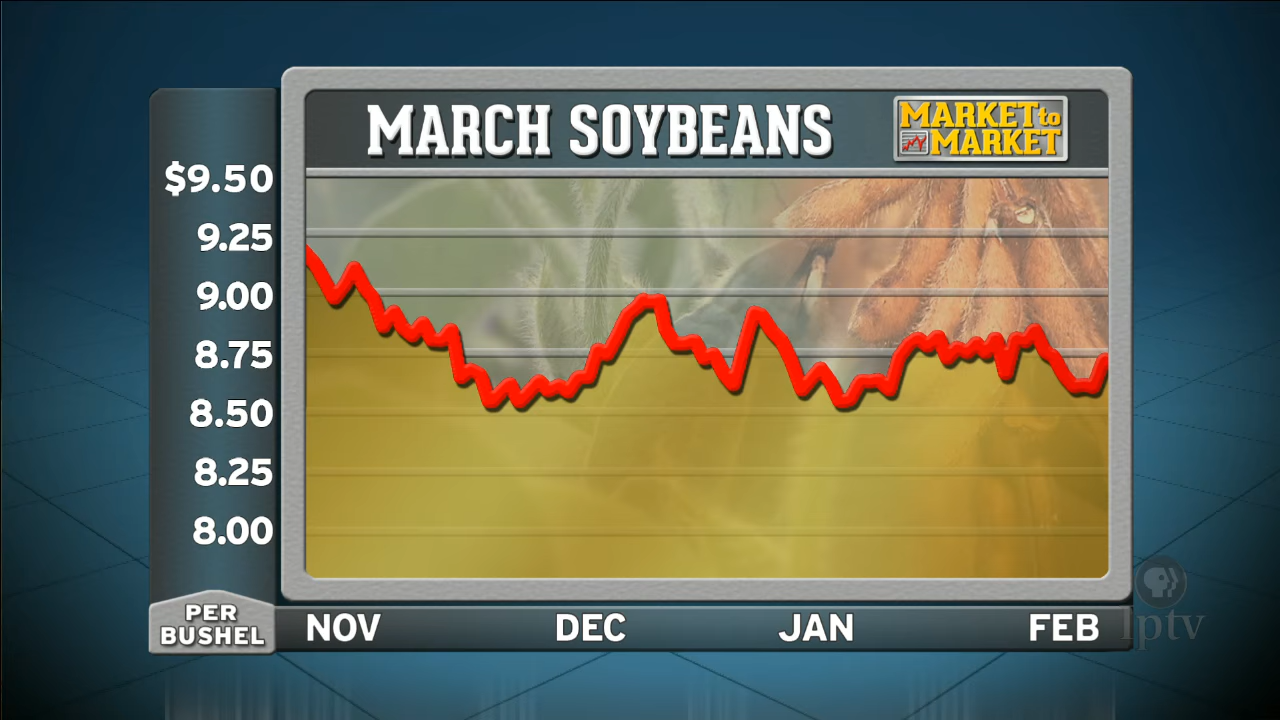 MARCH SOYBEANS
MARKET to
MARKET
$9.50
9.25
9.00
8.75
8.50
8.25
8.00
PER
BUSHEL
NOV DEC JAN FEB
iptv